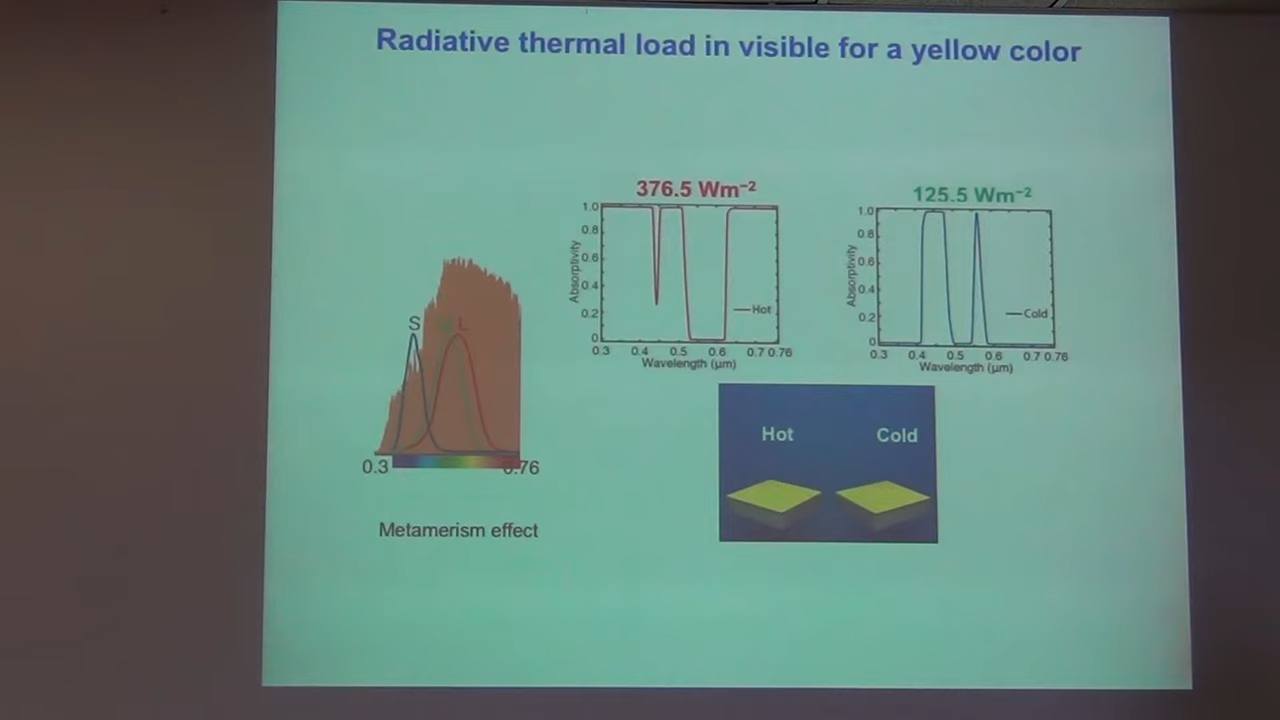 Radiative thermal load in visible for a yellow color
376.5 Wm⁻²
125.5 Wm⁻²
1.0
0.8
0.6
0.4
0.2
0
Absorptivity
Hot
0.3 0.4 0.5 0.6 0.7 0.76
Wavelength (μm)
1.0
0.8
0.6
0.4
0.2
0
Absorptivity
Cold
0.3 0.4 0.5 0.6 0.7 0.76
Wavelength (μm)
S L
0.3 0.76
Metamerism effect
Hot Cold